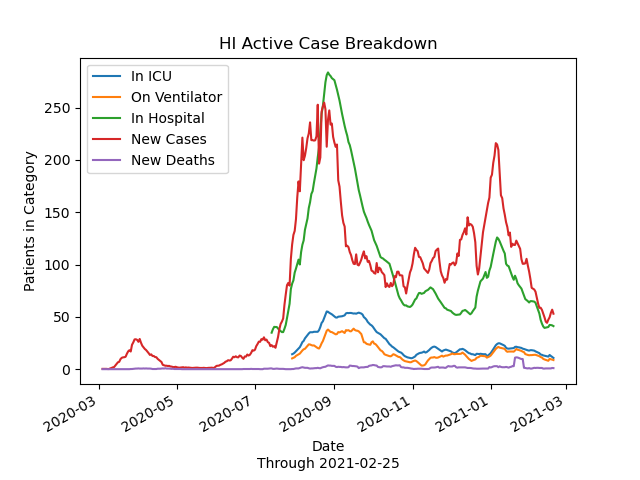 HI Active Case Breakdown
In ICU
On Ventilator
In Hospital
New Cases
New Deaths
Patients in Category
250
200
150
100
50
0
2020-03
2020-05
2020-07
2020-09
2020-11
2021-01
2021-03
Date
Through 2021-02-25